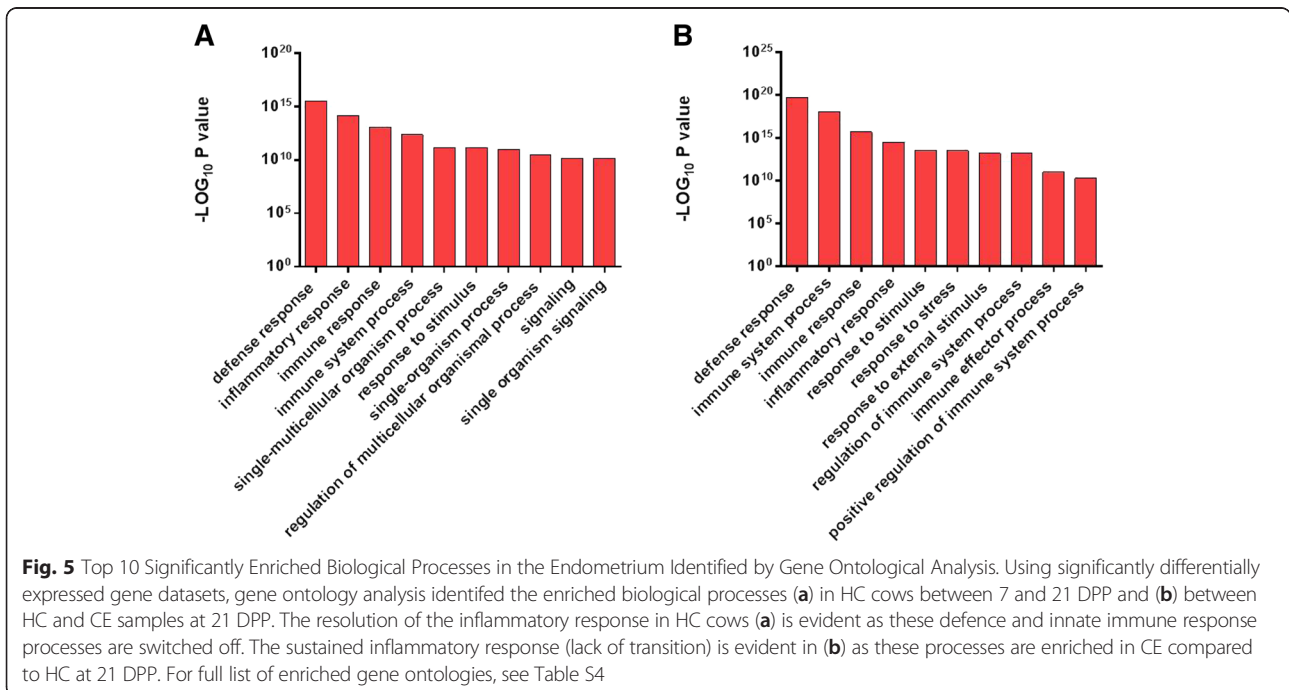 A
10^20
10^15
10^10
10^5
10^0
-LOG10 P value
defense response
inflammatory response
immune response
immune system process
single-multicellular organism process
response to stimulus
single-organism process
regulation of multicellular organismal process
signaling
single organism signaling
B
10^25
10^20
10^15
10^10
10^5
10^0
-LOG10 P value
defense response
immune system process
immune response
inflammatory response
response to stimulus
response to stress
response to external stimulus
regulation of immune system process
immune effector process
positive regulation of immune system process
Fig. 5 Top 10 Significantly Enriched Biological Processes in the Endometrium Identified by Gene Ontological Analysis. Using significantly differentially
expressed gene datasets, gene ontology analysis identifed the enriched biological processes (a) in HC cows between 7 and 21 DPP and (b) between
HC and CE samples at 21 DPP. The resolution of the inflammatory response in HC cows (a) is evident as these defence and innate immune response
processes are switched off. The sustained inflammatory response (lack of transition) is evident in (b) as these processes are enriched in CE compared
to HC at 21 DPP. For full list of enriched gene ontologies, see Table S4